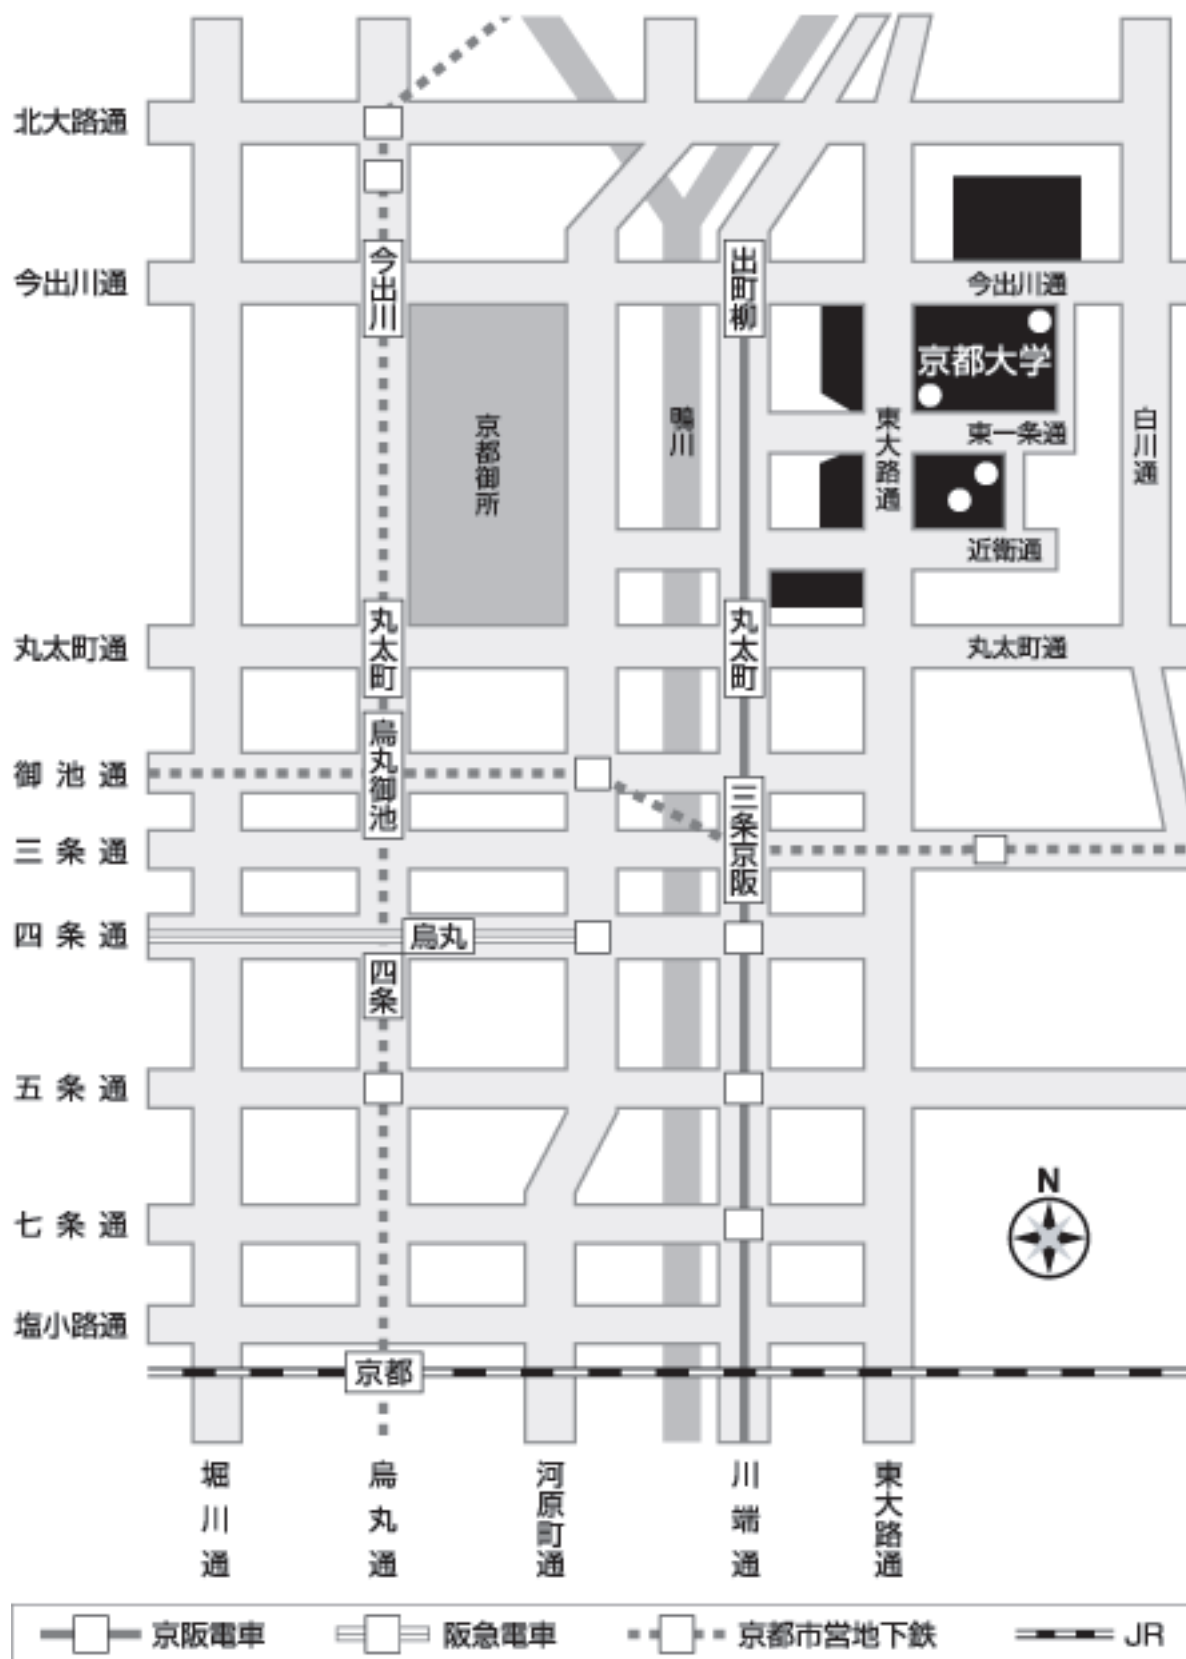 北大路通
今出川通
今出川
出町柳
今出川通
京都大学
京都御所
鴨川
東大路通
東一条通
白川通
近衛通
丸太町通
丸太町
丸太町
丸太町通
烏丸御池
御池通
三条京阪
三条通
四条通
烏丸
四条
五条通
N
七条通
塩小路通
京都
堀川通
烏丸通
河原町通
川端通
東大路通
京阪電車
阪急電車
京都市営地下鉄
JR